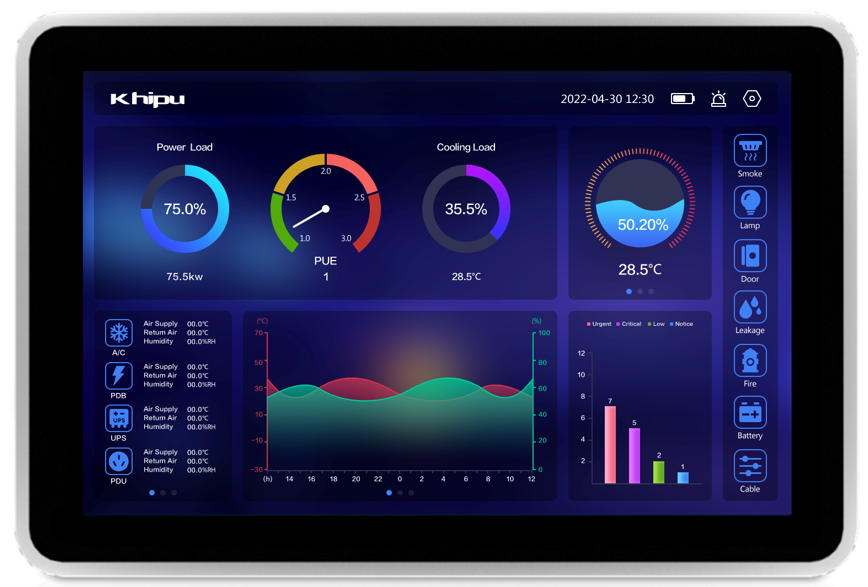 Khipu
2022-04-30 12:30
Power Load
75.0%
75.5kw
2.0
1.5
2.5
1.0
3.0
PUE
1
Cooling Load
35.5%
28.5℃
50.20%
28.5℃
Smoke
Lamp
Door
Leakage
Fire
Battery
Cable
A/C
Air Supply 00.0℃
Retum Air 00.0℃
Humidity 00.0%RH
PDB
Air Supply 00.0℃
Retum Air 00.0℃
Humidity 00.0%RH
UPS
UPS
Air Supply 00.0℃
Retum Air 00.0℃
Humidity 00.0%RH
PDU
Air Supply 00.0℃
Retum Air 00.0℃
Humidity 00.0%RH
(℃)
70
50
30
10
-10
-30
(%)
100
80
60
40
20
0
(h) 14 16 18 20 22 0 2 4 6 8 10 12
Urgent Critical Low Notice
12
10
8
6
4
2
7
5
2
1